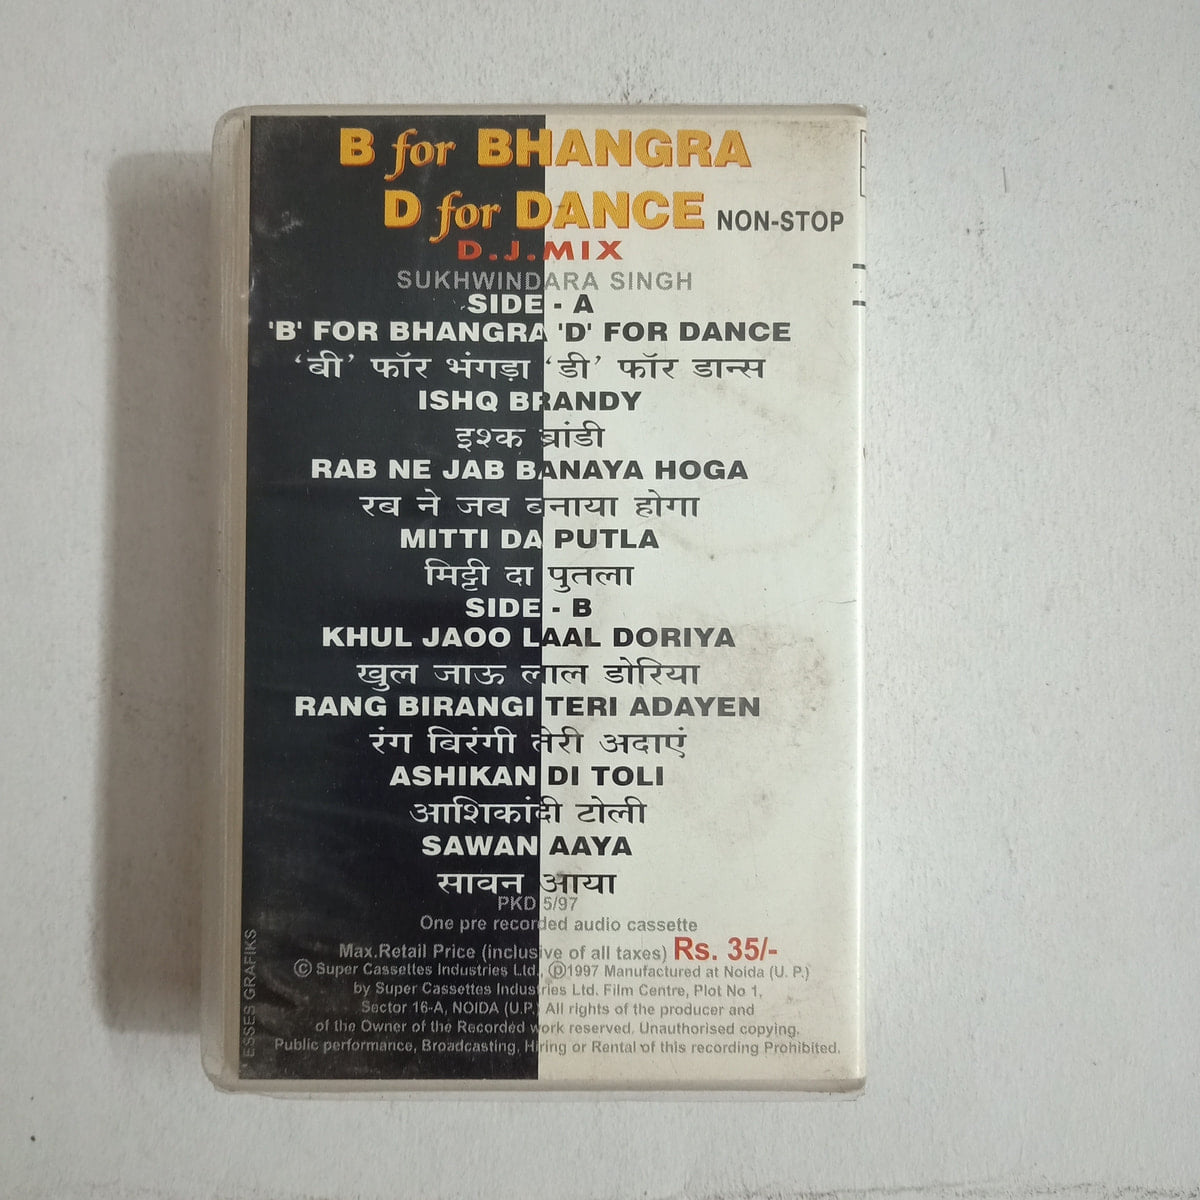 B for BHANGRA
D for DANCE NON-STOP
D.J.MIX
SUKHWINDARA SINGH
SIDE - A
'B' FOR BHANGRA 'D' FOR DANCE
‘बी’ फॉर भंगड़ा ‘डी’ फॉर डान्स
ISHQ BRANDY
इश्क ब्रांडी
RAB NE JAB BANAYA HOGA
रब ने जब बनाया होगा
MITTI DA PUTLA
मिट्टी दा पुतला
SIDE - B
KHUL JAOO LAAL DORIYA
खुल जाऊ लाल डोरिया
RANG BIRANGI TERI ADAYEN
रंग बिरंगी तेरी अदाएं
ASHIKAN DI TOLI
आशिकांदी टोली
SAWAN AAYA
सावन आया
PKD 5/97
One pre recorded audio cassette
Max.Retail Price (inclusive of all taxes) Rs. 35/-
© Super Cassettes Industries Ltd., ℗1997 Manufactured at Noida (U. P.)
by Super Cassettes Industries Ltd. Film Centre, Plot No 1,
Sector 16-A, NOIDA (U.P.) All rights of the producer and
of the Owner of the Recorded work reserved. Unauthorised copying.
Public performance, Broadcasting, Hiring or Rental of this recording Prohibited.
ESSES GRAFIKS